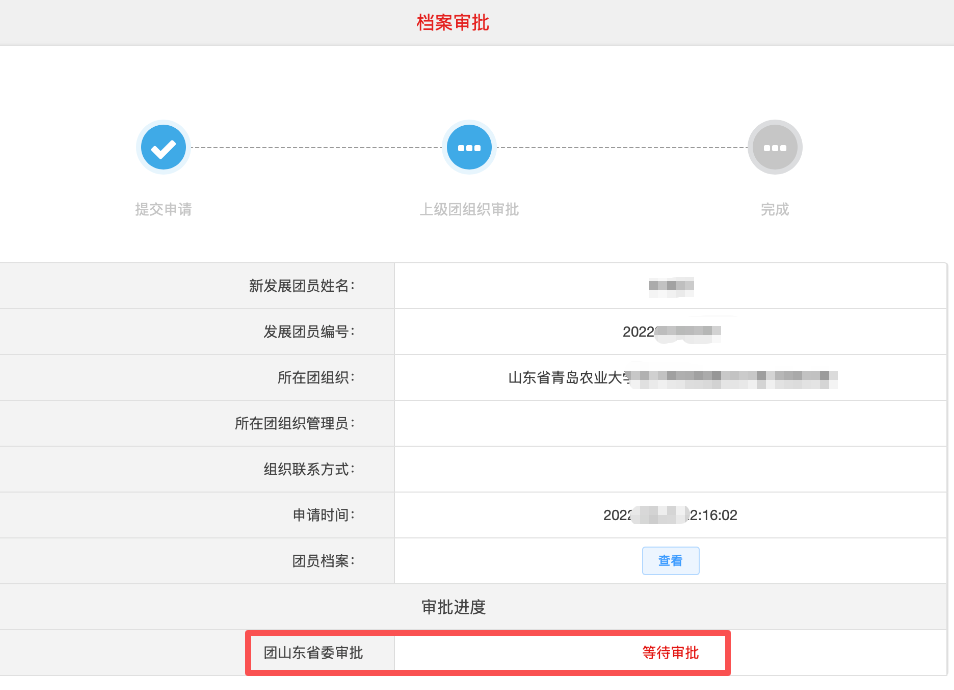 档案审批
提交申请 上级团组织审批 完成
新发展团员姓名：
发展团员编号： 2022
所在团组织： 山东省青岛农业大学
所在团组织管理员：
组织联系方式：
申请时间： 2022 2:16:02
团员档案： 查看
审批进度
团山东省委审批 等待审批